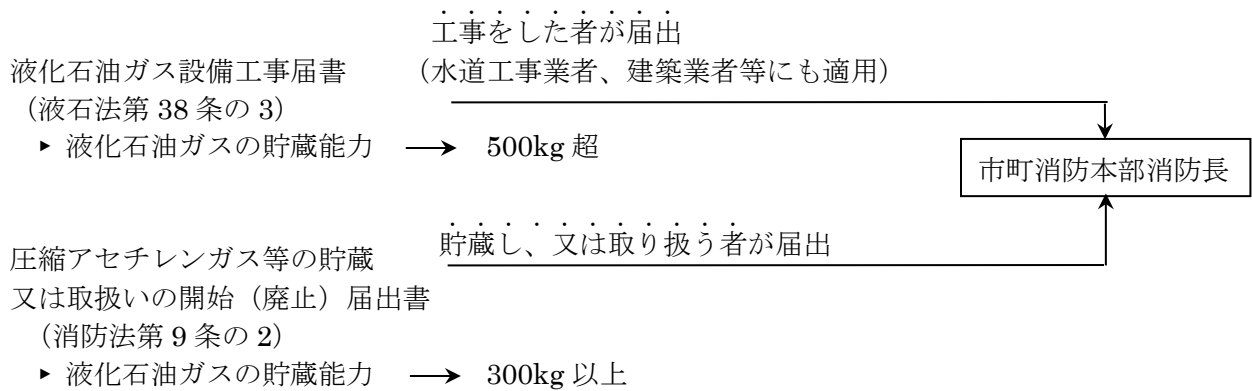 工事をした者が届出
液化石油ガス設備工事届書 （水道工事業者、建築業者等にも適用）
（液石法第 38 条の 3）
▸ 液化石油ガスの貯蔵能力 → 500kg 超
市町消防本部消防長
貯蔵し、又は取り扱う者が届出
圧縮アセチレンガス等の貯蔵
又は取扱いの開始（廃止）届出書
（消防法第 9 条の 2）
▸ 液化石油ガスの貯蔵能力 → 300kg 以上